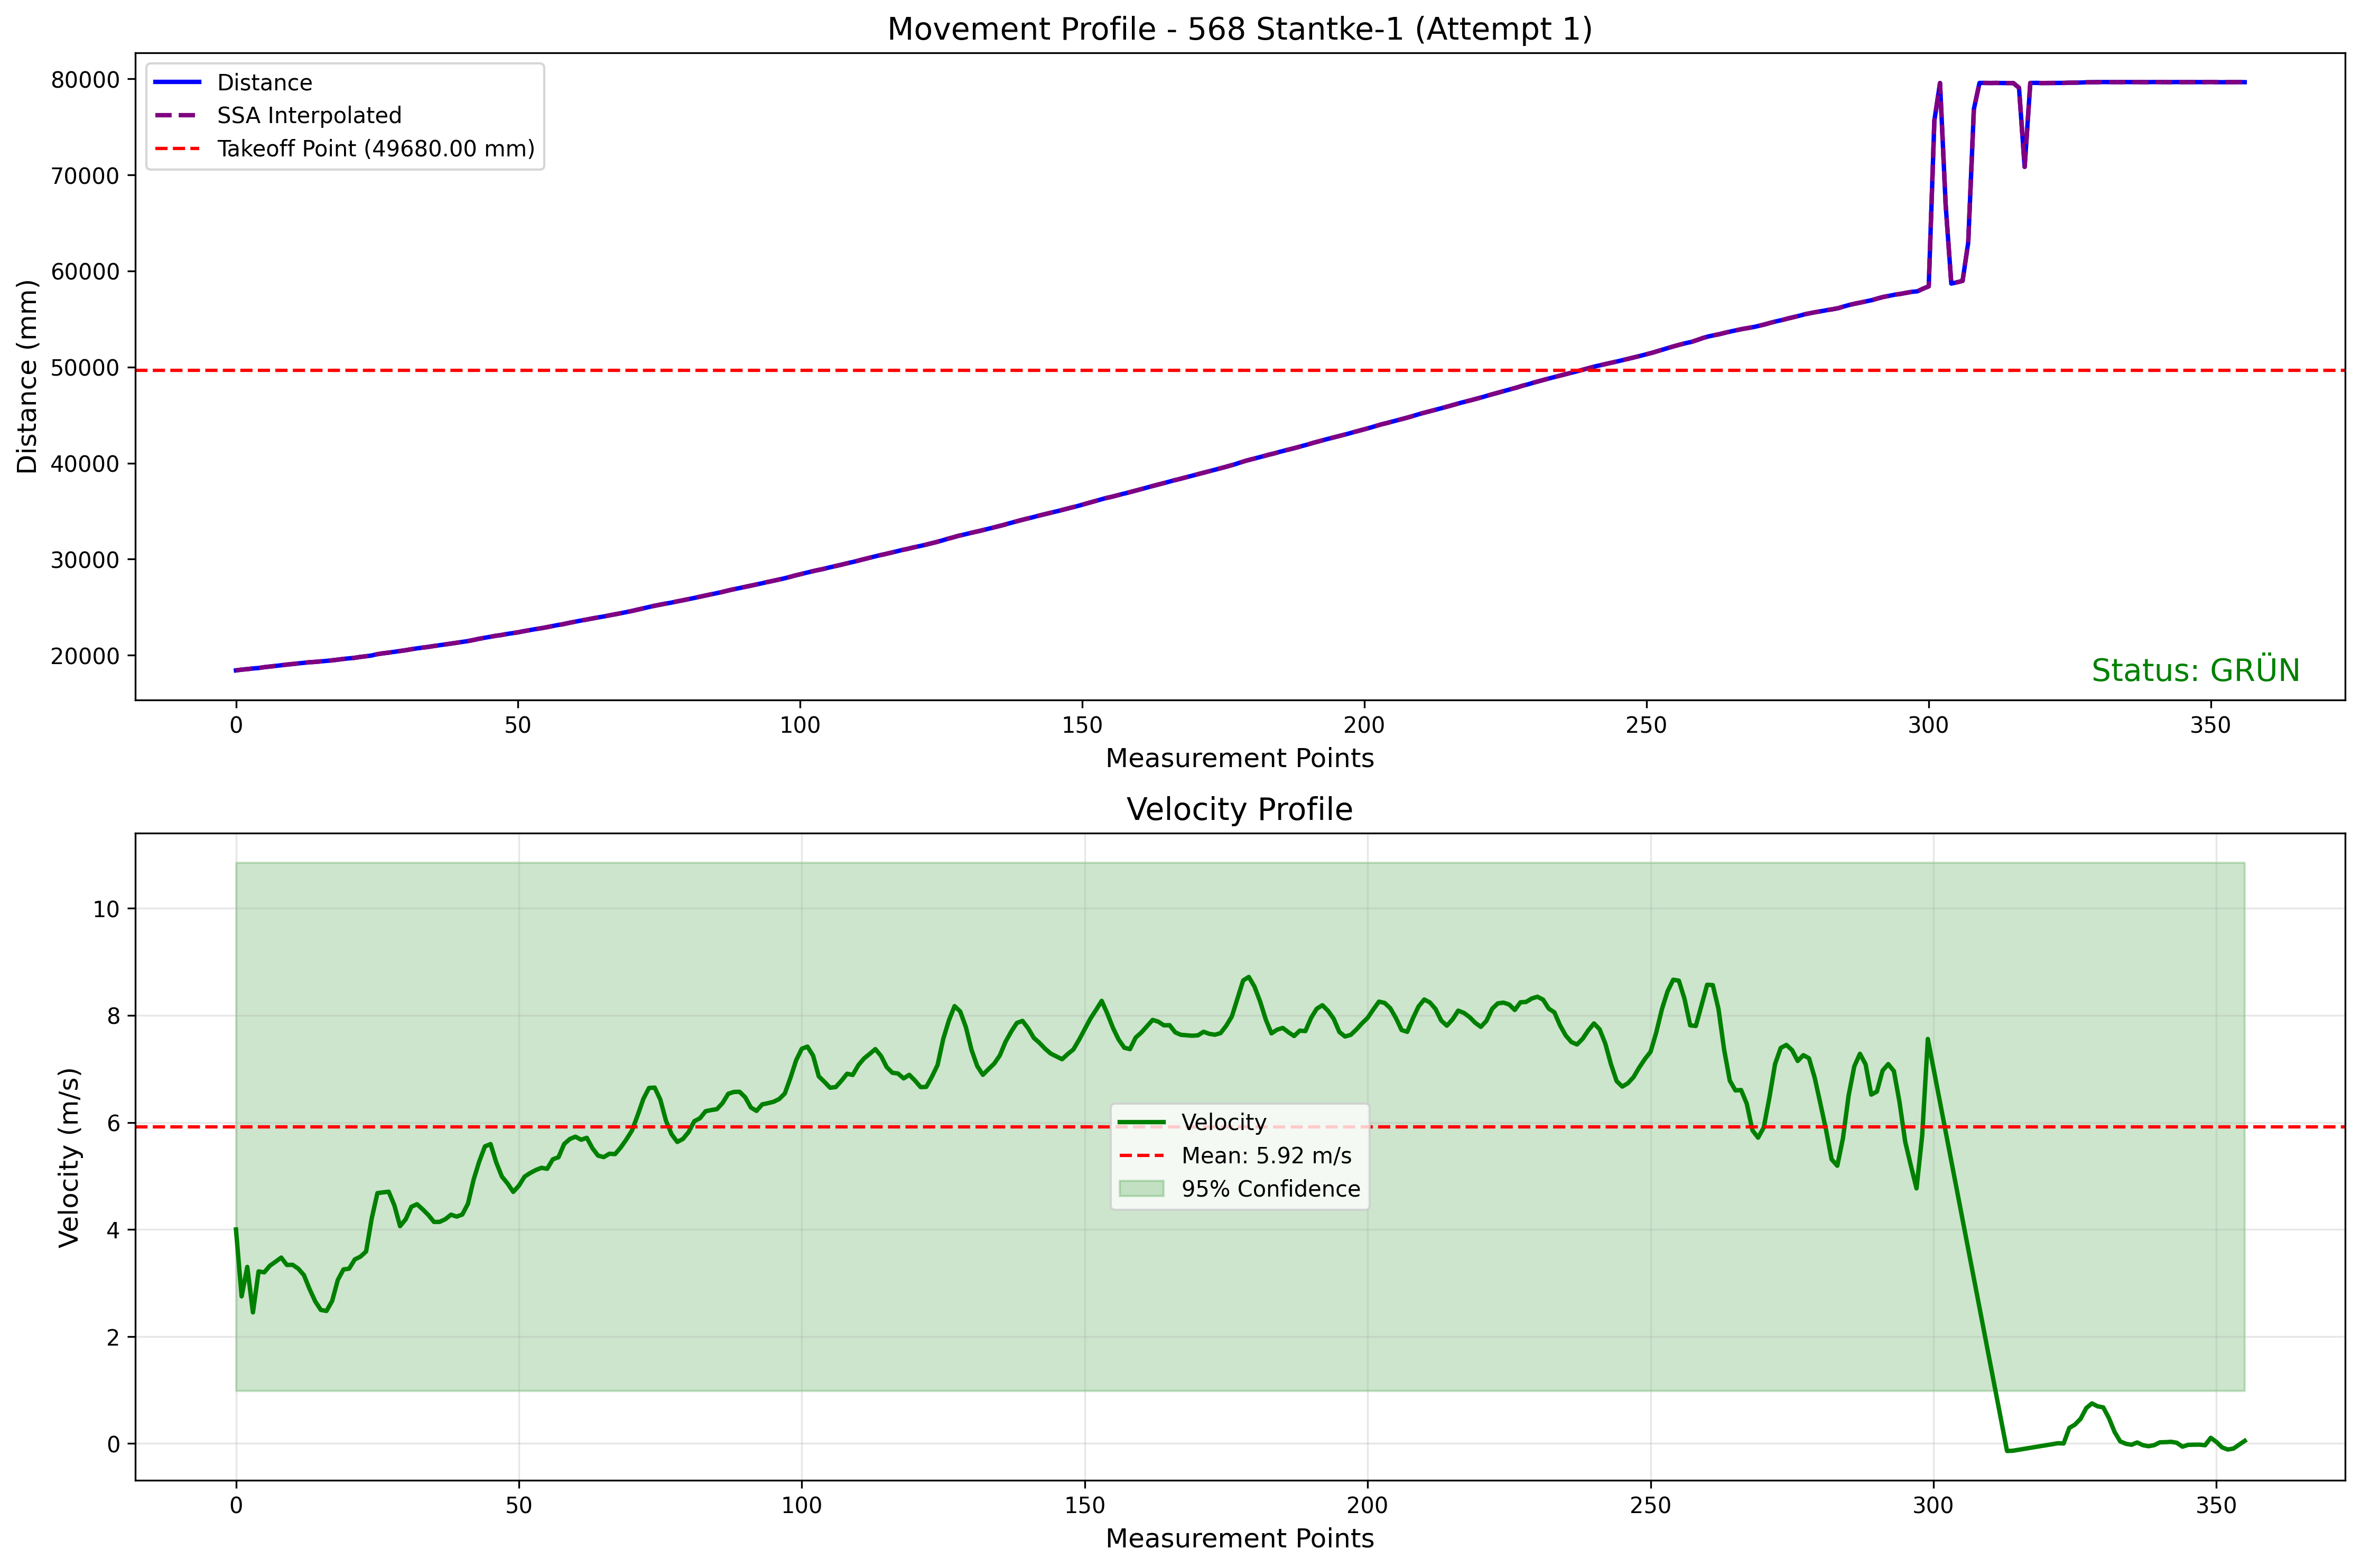 Movement Profile - 568 Stantke-1 (Attempt 1)
Distance
SSA Interpolated
Takeoff Point (49680.00 mm)
Distance (mm)
80000
70000
60000
50000
40000
30000
20000
Status: GRÜN
0 50 100 150 200 250 300 350
Measurement Points
Velocity Profile
Velocity (m/s)
10
8
6
4
2
0
Velocity
Mean: 5.92 m/s
95% Confidence
0 50 100 150 200 250 300 350
Measurement Points